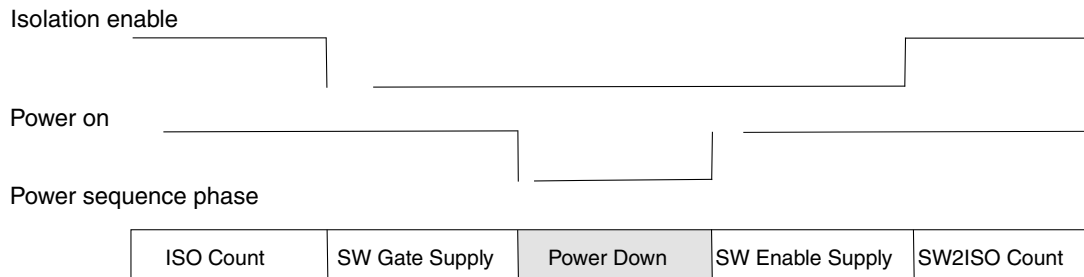 Isolation enable
Power on
Power sequence phase
ISO Count SW Gate Supply Power Down SW Enable Supply SW2ISO Count